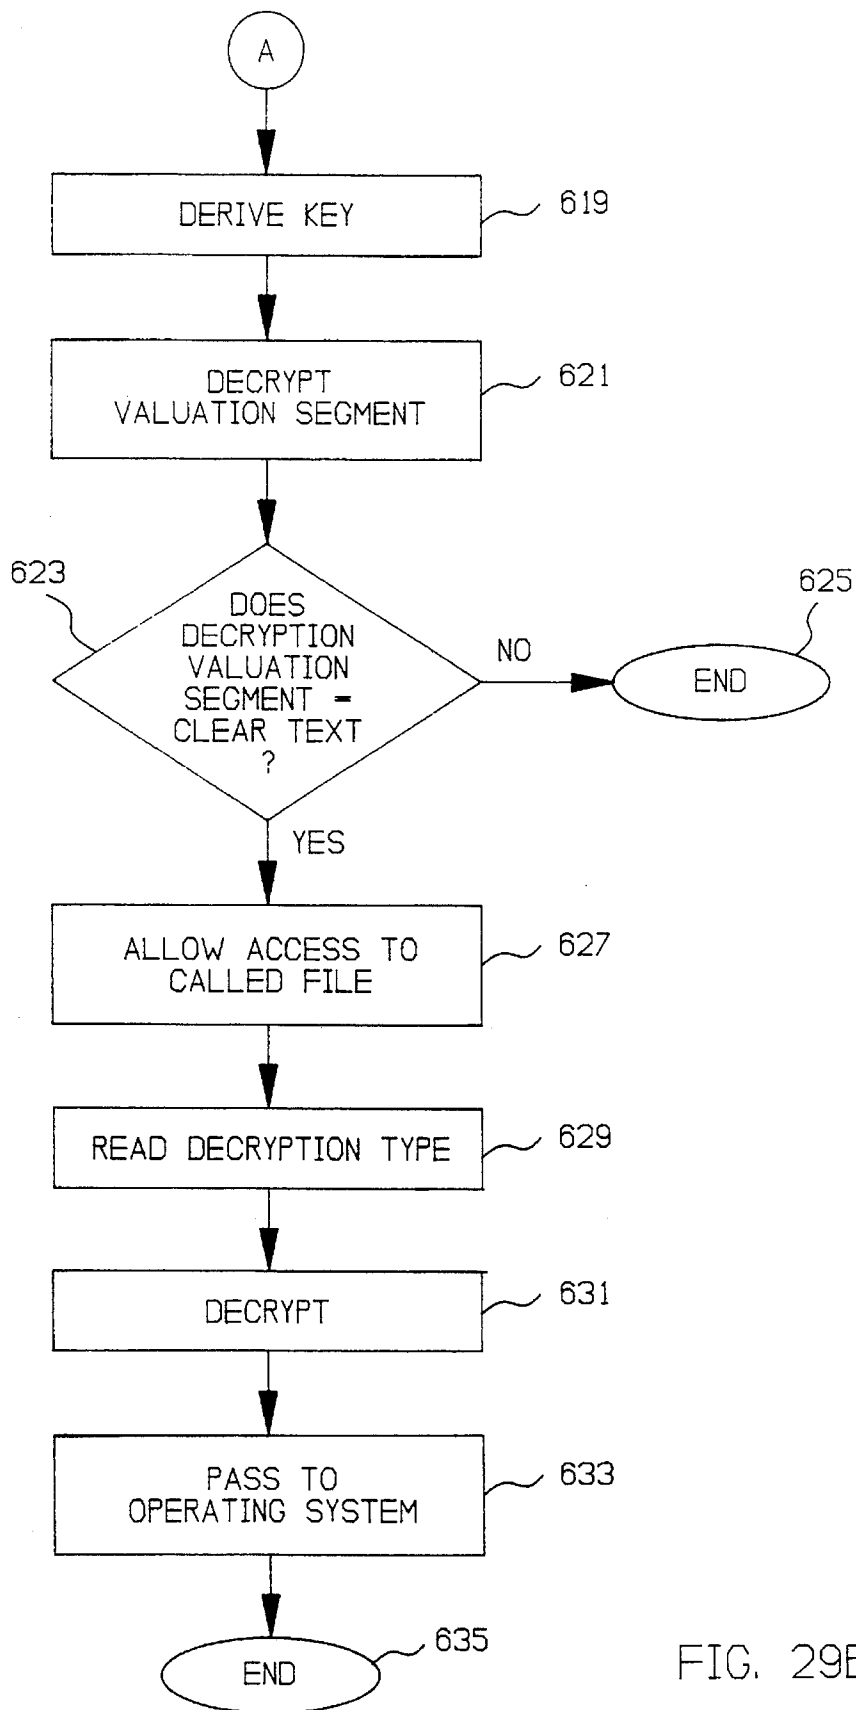 A
DERIVE KEY
619
DECRYPT
VALUATION SEGMENT
621
623
DOES
DECRYPTION
VALUATION
SEGMENT =
CLEAR TEXT
?
NO
625
END
YES
ALLOW ACCESS TO
CALLED FILE
627
READ DECRYPTION TYPE
629
DECRYPT
631
PASS TO
OPERATING SYSTEM
633
END
635
FIG. 29B